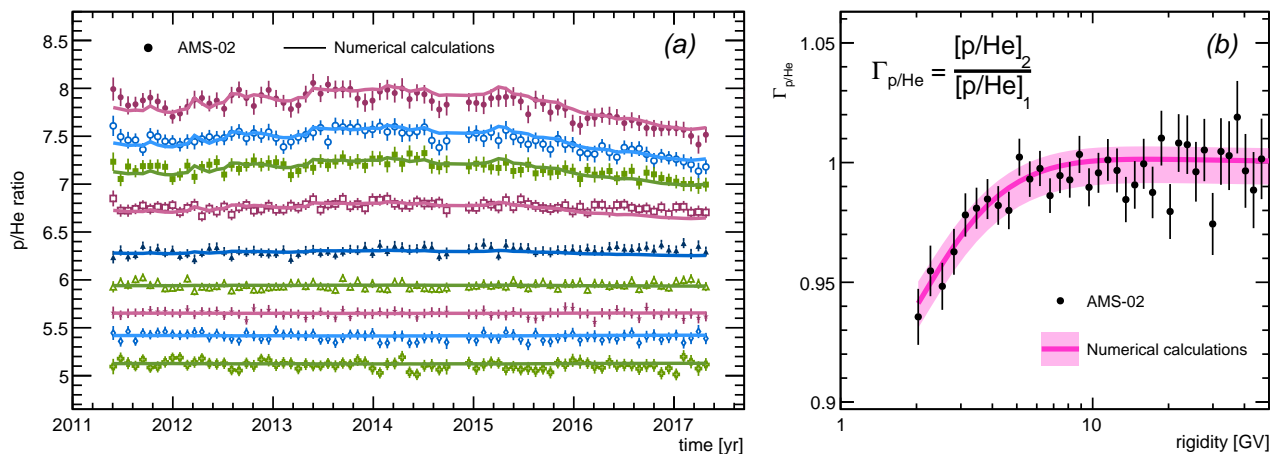 8.5
8
7.5
7
6.5
6
5.5
5
p/He ratio
AMS-02
Numerical calculations
(a)
2011 2012 2013 2014 2015 2016 2017
time [yr]
1.05
1
0.95
0.9
Γp/He
Γp/He = [p/He]2
[p/He]1
(b)
AMS-02
Numerical calculations
1 10
rigidity [GV]